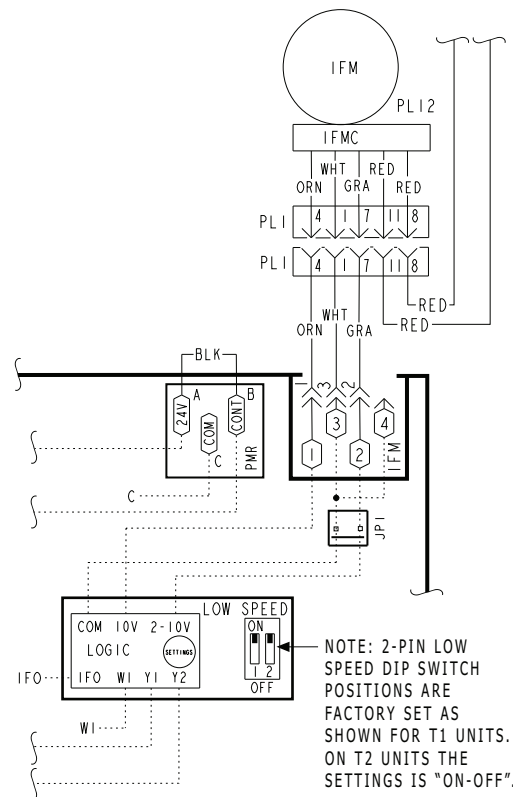 IFM
PL12
IFMC
WHT RED
ORN GRA RED
PL1 4 1 7 11 8
PL1 4 1 7 11 8
RED
WHT RED
ORN GRA
BLK
1 3 2
A B
24V COM CONT
C
PMR
3 4
1 2
IFM
C
JP1
LOW SPEED
COM 10V 2-10V ON
LOGIC SETTINGS
1 2
IFO IFO W1 Y1 Y2 OFF
W1
NOTE: 2-PIN LOW
SPEED DIP SWITCH
POSITIONS ARE
FACTORY SET AS
SHOWN FOR T1 UNITS.
ON T2 UNITS THE
SETTINGS IS "ON-OFF".